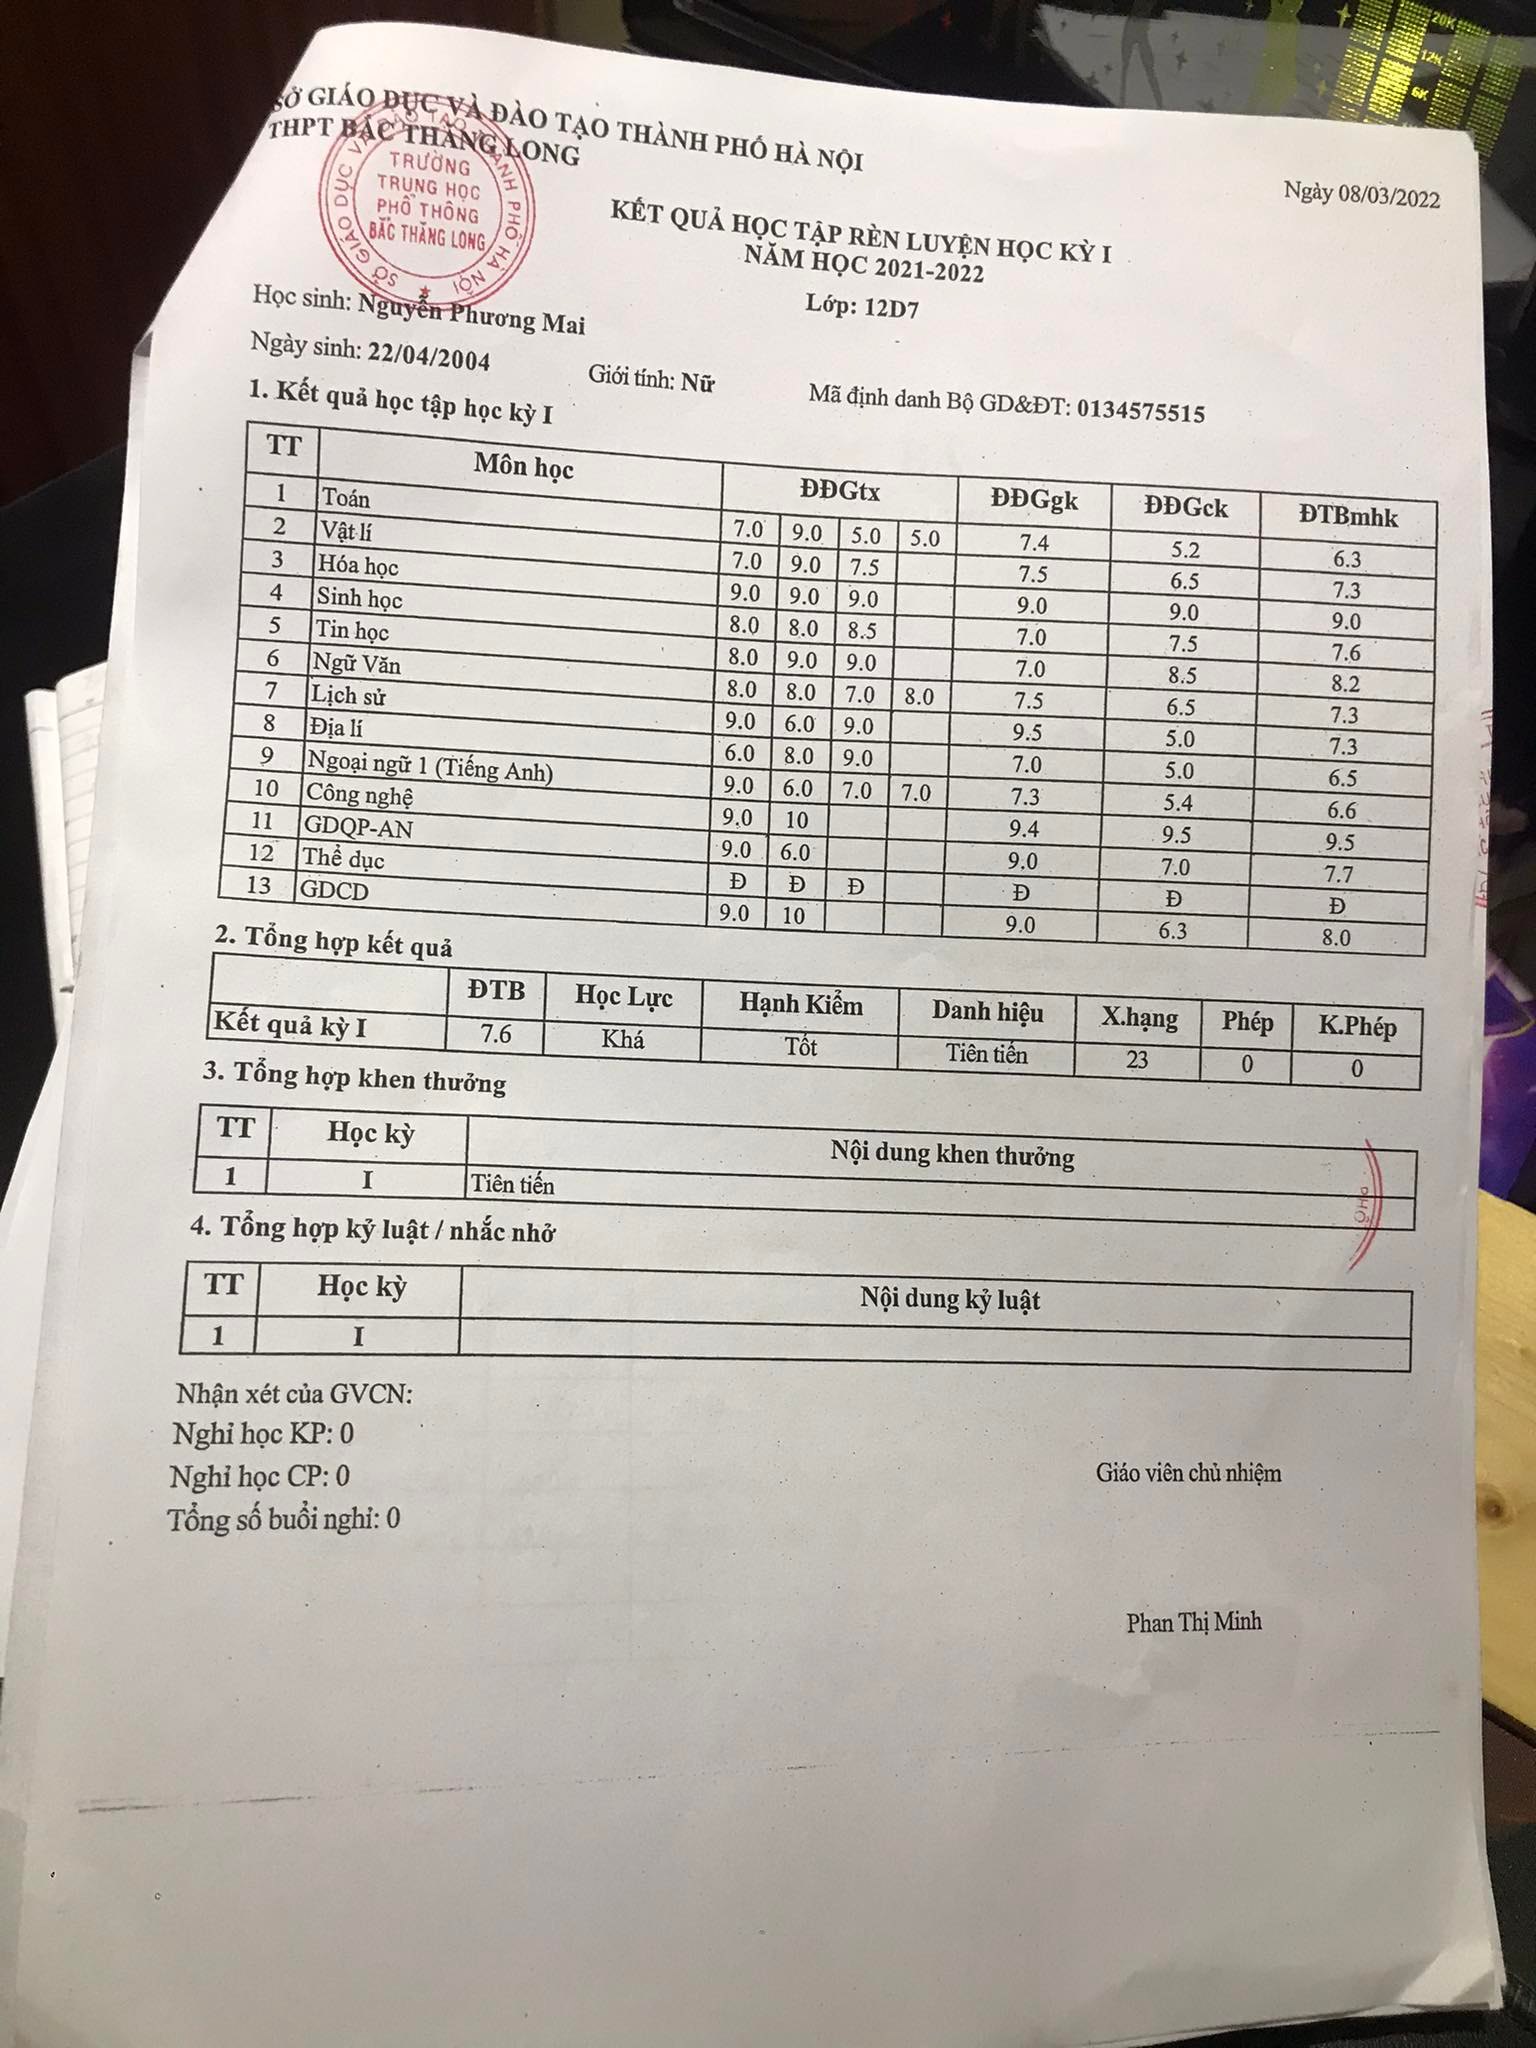 SỞ GIÁO DỤC VÀ ĐÀO TẠO THÀNH PHỐ HÀ NỘI
THPT BẮC THĂNG LONG
SỞ GIÁO DỤC VÀ ĐÀO TẠO THÀNH PHỐ HÀ NỘI
TRƯỜNG
TRUNG HỌC
PHỔ THÔNG
BẮC THĂNG LONG
Ngày 08/03/2022
KẾT QUẢ HỌC TẬP RÈN LUYỆN HỌC KỲ I
NĂM HỌC 2021-2022
Học sinh: Nguyễn Phương Mai Lớp: 12D7
Ngày sinh: 22/04/2004 Giới tính: Nữ Mã định danh Bộ GD&ĐT: 0134575515
1. Kết quả học tập học kỳ I
TT Môn học ĐĐGtx ĐĐGgk ĐĐGck ĐTBmhk
1 Toán 7.0 9.0 5.0 5.0 7.4 5.2 6.3
2 Vật lí 7.0 9.0 7.5 7.5 6.5 7.3
3 Hóa học 9.0 9.0 9.0 9.0 9.0 9.0
4 Sinh học 8.0 8.0 8.5 7.0 7.5 7.6
5 Tin học 8.0 9.0 9.0 7.0 8.5 8.2
6 Ngữ Văn 8.0 8.0 7.0 8.0 7.5 6.5 7.3
7 Lịch sử 9.0 6.0 9.0 9.5 5.0 7.3
8 Địa lí 6.0 8.0 9.0 7.0 5.0 6.5
9 Ngoại ngữ 1 (Tiếng Anh) 9.0 6.0 7.0 7.0 7.3 5.4 6.6
10 Công nghệ 9.0 10 9.4 9.5 9.5
11 GDQP-AN 9.0 6.0 9.0 7.0 7.7
12 Thể dục Đ Đ Đ Đ Đ Đ
13 GDCD 9.0 10 9.0 6.3 8.0
2. Tổng hợp kết quả
ĐTB Học Lực Hạnh Kiểm Danh hiệu X.hạng Phép K.Phép
Kết quả kỳ I 7.6 Khá Tốt Tiên tiến 23 0 0
3. Tổng hợp khen thưởng
TT Học kỳ Nội dung khen thưởng
1 I Tiên tiến
PHỐ
4. Tổng hợp kỷ luật / nhắc nhở
TT Học kỳ Nội dung kỷ luật
1 I
Nhận xét của GVCN:
Nghỉ học KP: 0
Nghỉ học CP: 0
Tổng số buổi nghỉ: 0
Giáo viên chủ nhiệm
Phan Thị Minh
20K
12K
6K